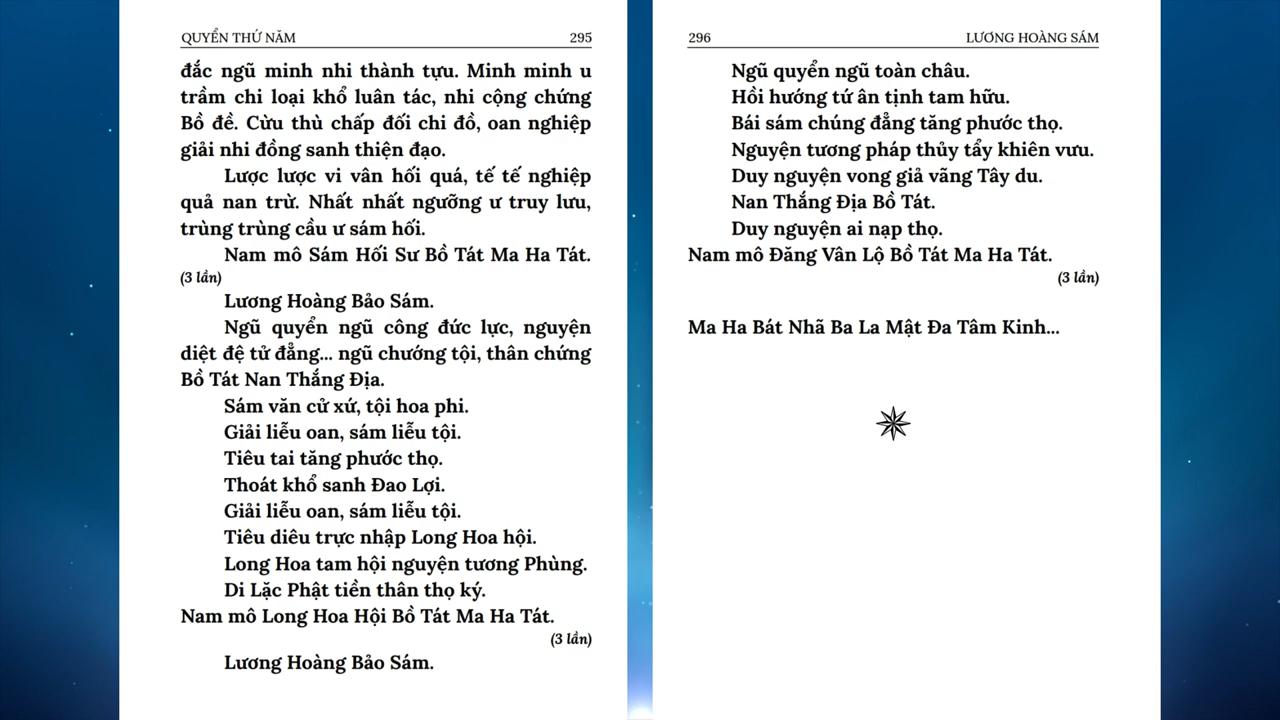 QUYỂN THỨ NĂM 295
đắc ngũ minh nhi thành tựu. Minh minh u
trầm chi loại khổ luân tác, nhi cộng chứng
Bồ đề. Cừu thù chấp đối chi đồ, oan nghiệp
giải nhi đồng sanh thiện đạo.
Lược lược vi vân hối quá, tế tế nghiệp
quả nan trừ. Nhất nhất ngưỡng ư truy lưu,
trùng trùng cầu ư sám hối.
Nam mô Sám Hối Sư Bồ Tát Ma Ha Tát.
(3 lần)
Lương Hoàng Bảo Sám.
Ngũ quyển ngũ công đức lực, nguyện
diệt đệ tử đẳng... ngũ chướng tội, thân chứng
Bồ Tát Nan Thắng Địa.
Sám văn cử xứ, tội hoa phi.
Giải liễu oan, sám liễu tội.
Tiêu tai tăng phước thọ.
Thoát khổ sanh Đao Lợi.
Giải liễu oan, sám liễu tội.
Tiêu diêu trực nhập Long Hoa hội.
Long Hoa tam hội nguyện tương Phùng.
Di Lặc Phật tiền thân thọ ký.
Nam mô Long Hoa Hội Bồ Tát Ma Ha Tát.
(3 lần)
Lương Hoàng Bảo Sám.
296 LƯƠNG HOÀNG SÁM
Ngũ quyển ngũ toàn châu.
Hồi hướng tứ ân tịnh tam hữu.
Bái sám chúng đẳng tăng phước thọ.
Nguyện tương pháp thủy tẩy khiên vưu.
Duy nguyện vong giả vãng Tây du.
Nan Thắng Địa Bồ Tát.
Duy nguyện ai nạp thọ.
Nam mô Đăng Vân Lộ Bồ Tát Ma Ha Tát.
(3 lần)
Ma Ha Bát Nhã Ba La Mật Đa Tâm Kinh...